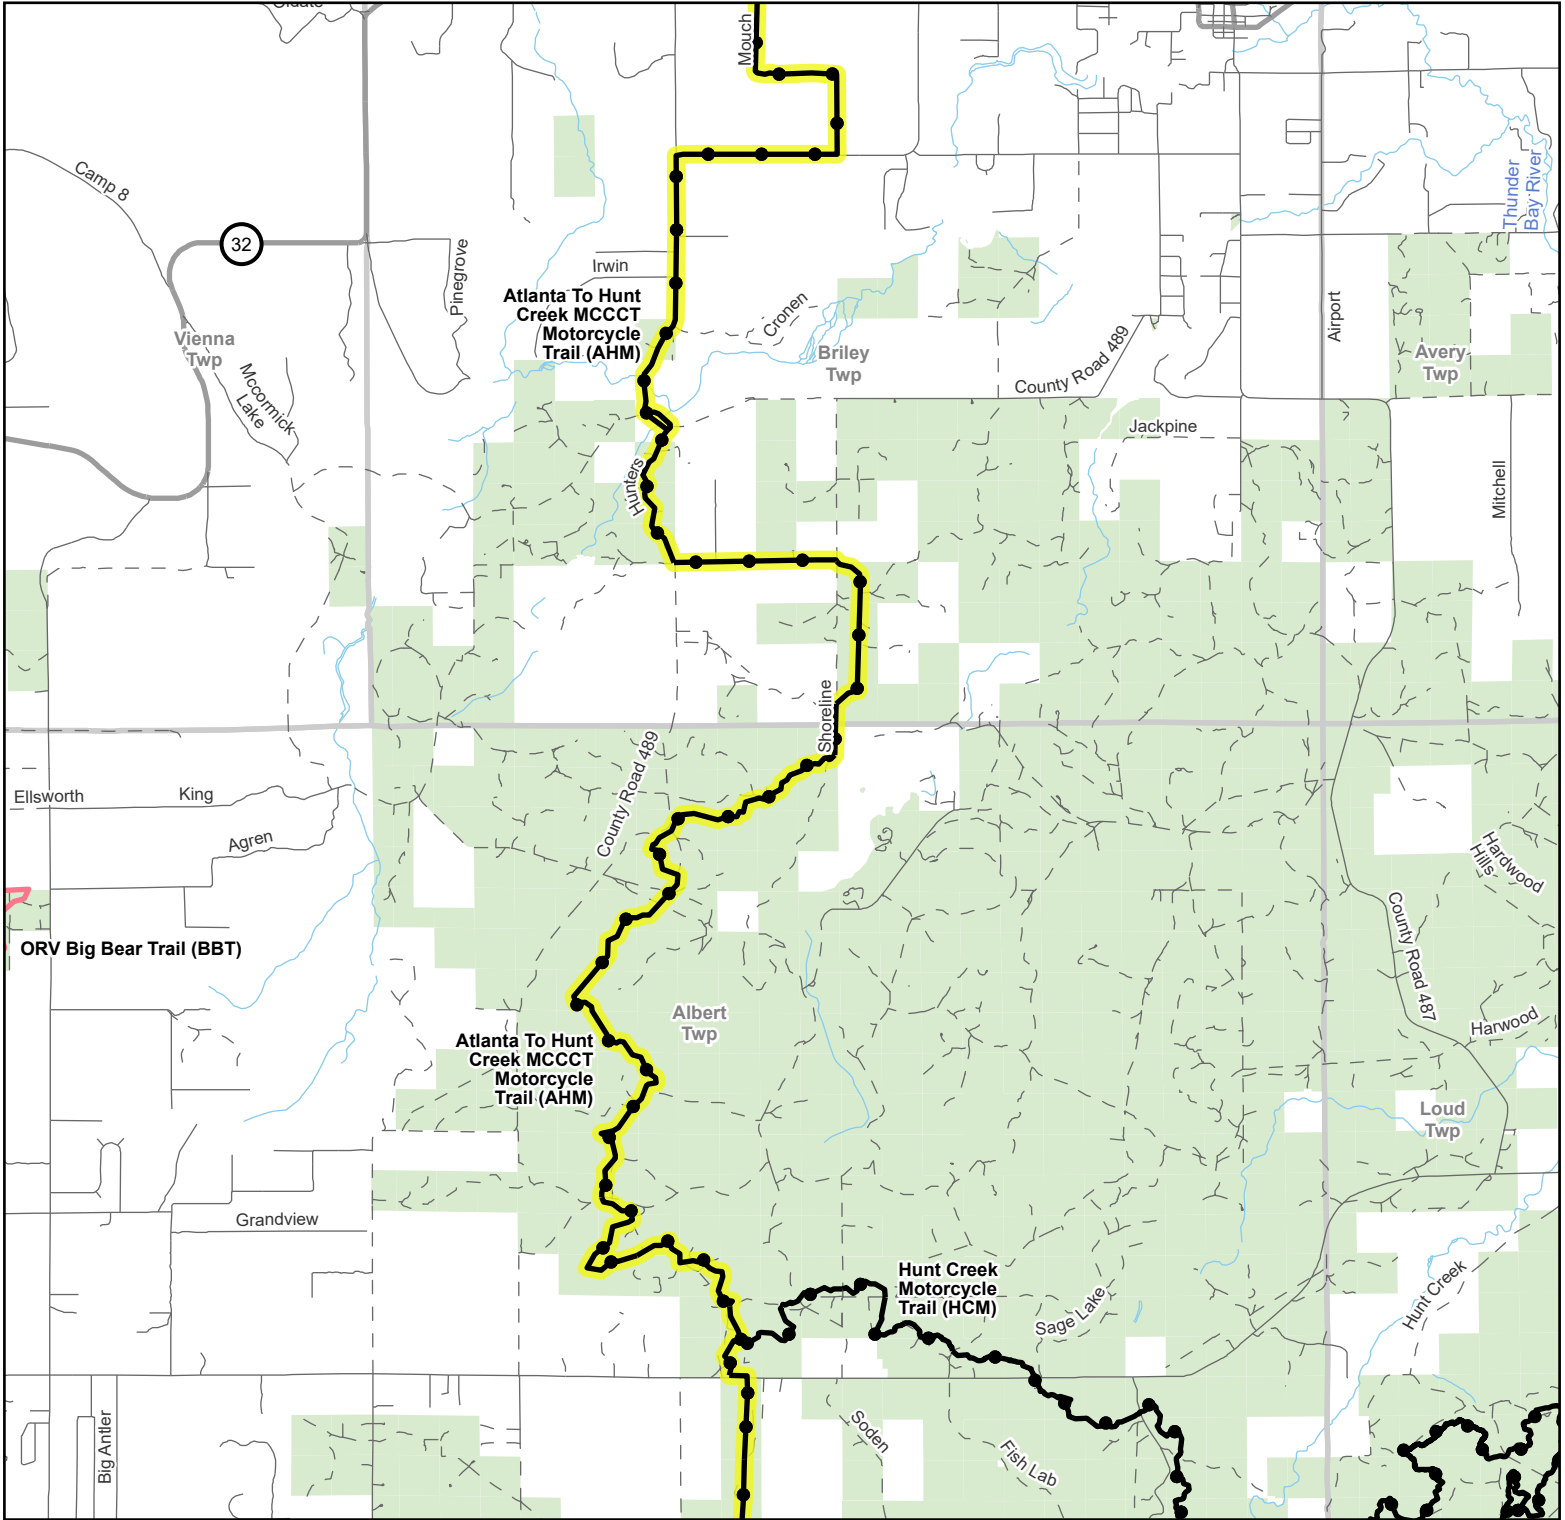 Mouch
Camp 8
Thunder
Bay River
32
Pinegrove
Irwin
Atlanta To Hunt
Creek MCCCT
Motorcycle
Trail (AHM)
Cronen
Airport
Vienna
Twp
Briley
Twp
County Road 489
Avery
Twp
Mccormick
Lake
Jackpine
Hunters
Mitchell
Shoreline
County Road 489
Ellsworth
King
Agren
Hardwood
Hills
ORV Big Bear Trail (BBT)
County Road 487
Albert
Twp
Harwood
Atlanta To Hunt
Creek MCCCT
Motorcycle
Trail (AHM)
Loud
Twp
Grandview
Hunt Creek
Motorcycle
Trail (HCM)
Sage Lake
Hunt Creek
Big Antler
Soden
Fish Lab